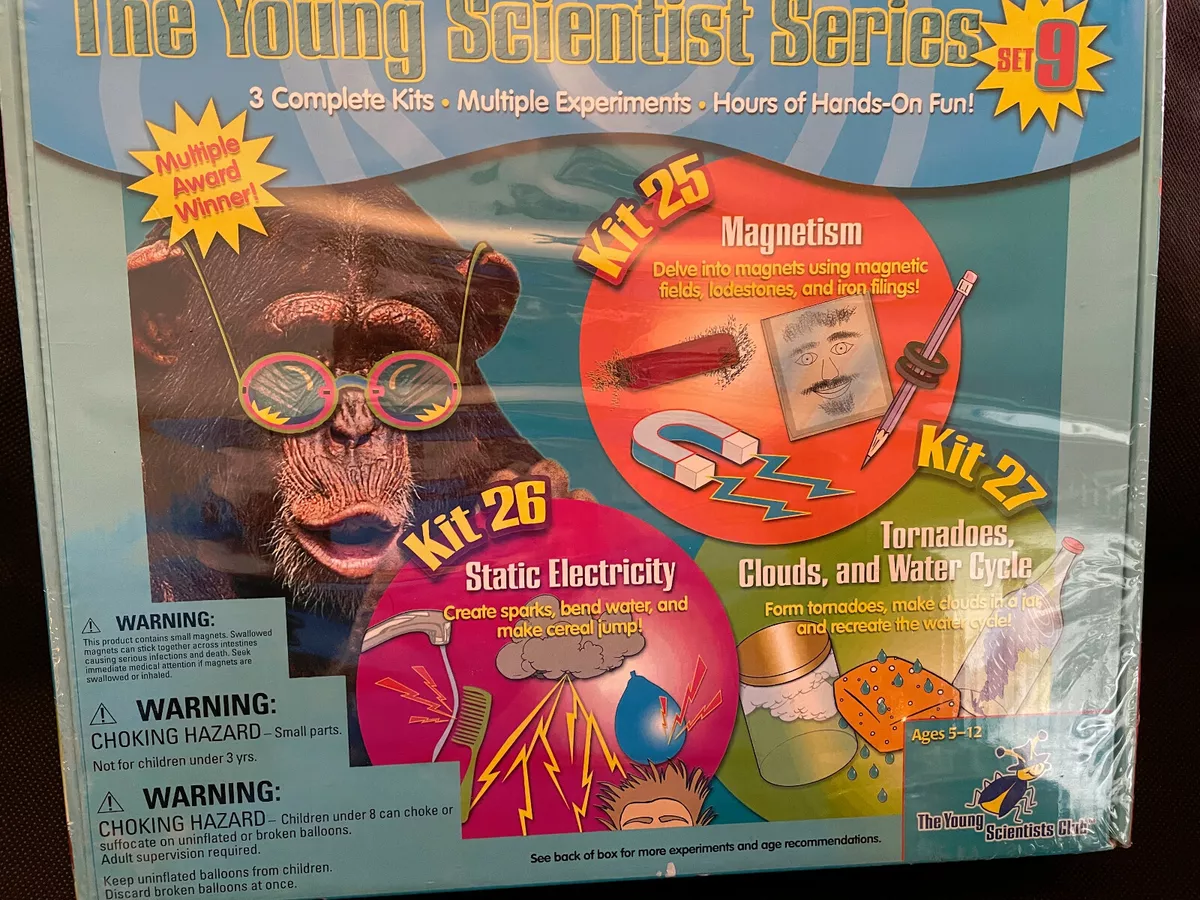 The Young Scientist Series
SET 9
3 Complete Kits • Multiple Experiments • Hours of Hands-On Fun!
Multiple
Award
Winner!
Kit 25
Magnetism
Delve into magnets using magnetic
fields, lodestones, and iron filings!
Kit 26
Static Electricity
Create sparks, bend water, and
make cereal jump!
Kit 27
Tornadoes,
Clouds, and Water Cycle
Form tornadoes, make clouds in a jar
and recreate the water cycle!
⚠ WARNING:
This product contains small magnets. Swallowed
magnets can stick together across intestines
causing serious infections and death. Seek
immediate medical attention if magnets are
swallowed or inhaled.
⚠ WARNING:
CHOKING HAZARD – Small parts.
Not for children under 3 yrs.
⚠ WARNING:
CHOKING HAZARD – Children under 8 can choke or
suffocate on uninflated or broken balloons.
Adult supervision required.
Keep uninflated balloons from children.
Discard broken balloons at once.
See back of box for more experiments and age recommendations.
Ages 5–12
The Young
Scientists Club